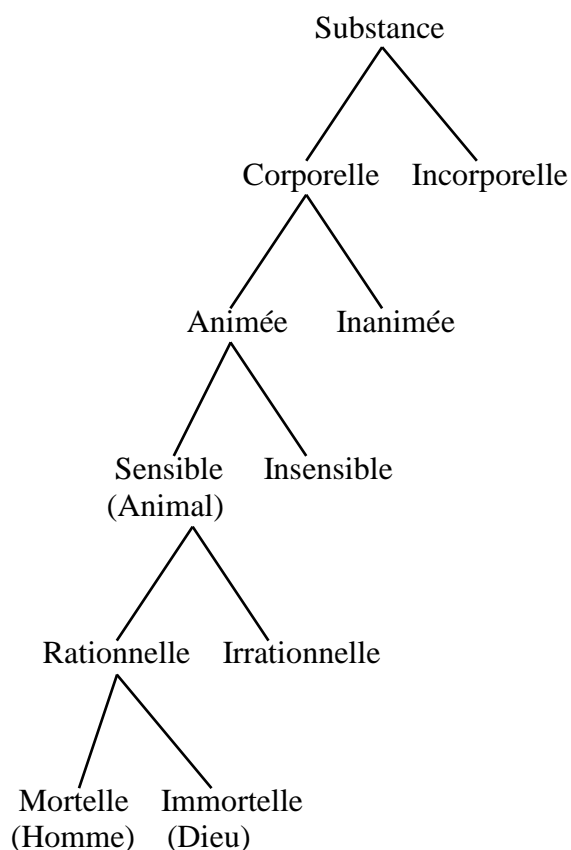 Substance
Corporelle Incorporelle
Animée Inanimée
Sensible Insensible
(Animal)
Rationnelle Irrationnelle
Mortelle Immortelle
(Homme) (Dieu)